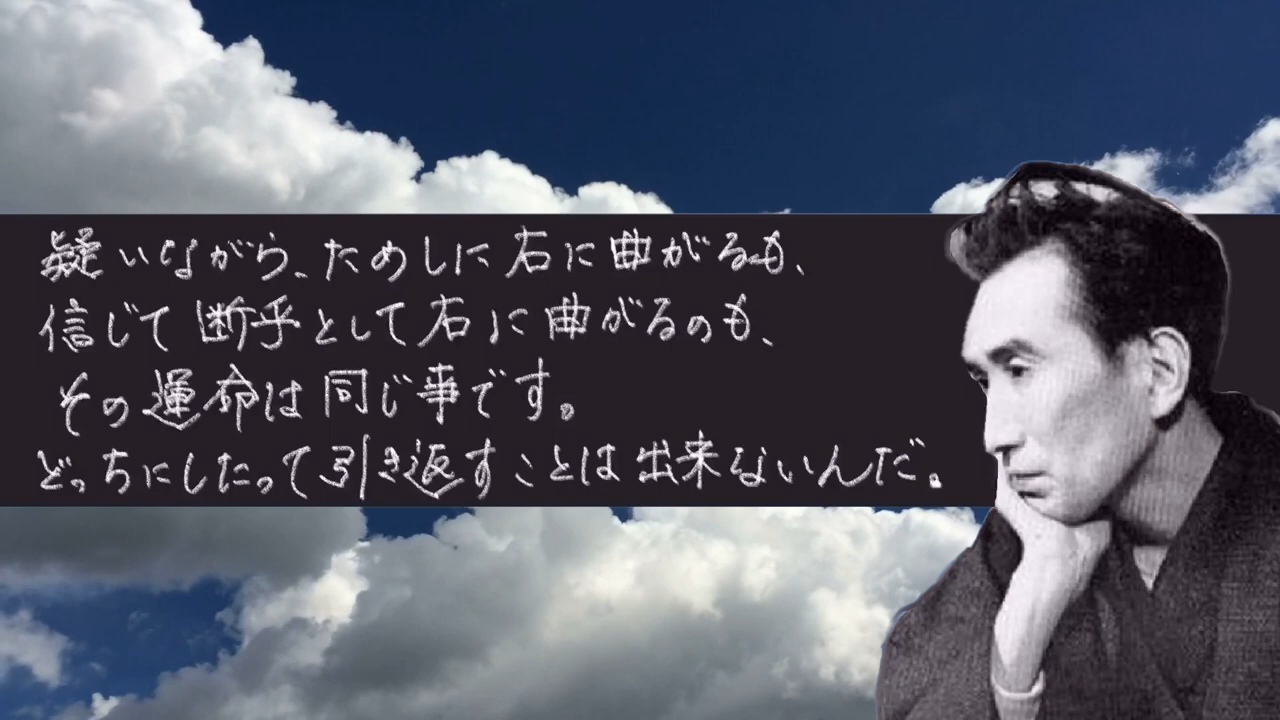 疑いながら、ためしに右に曲がるも、
信じて断乎として右に曲がるのも、
その運命は同じ事です。
どっちにしたって引き返すことは出来ないんだ。